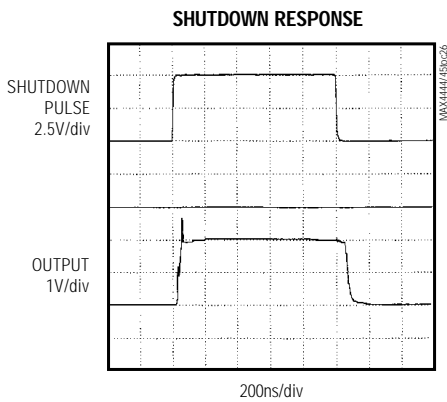 SHUTDOWN RESPONSE
SHUTDOWN
PULSE
2.5V/div
OUTPUT
1V/div
200ns/div
MAX4444/45toc26